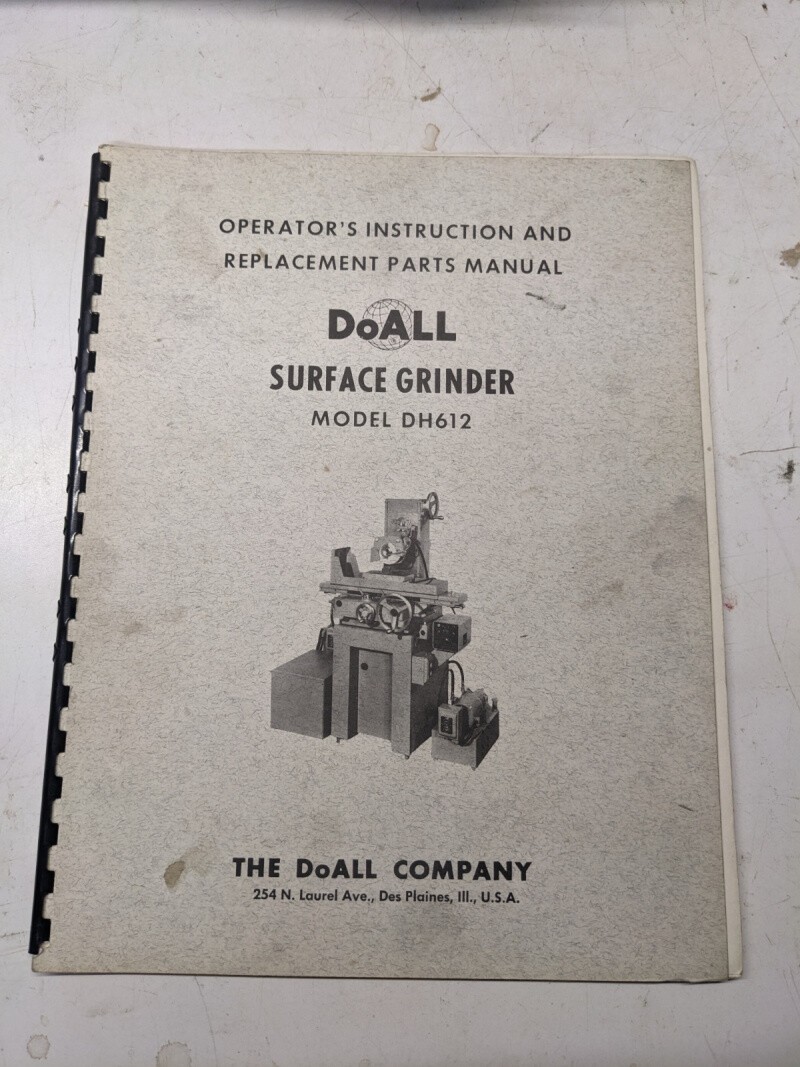 OPERATOR'S INSTRUCTION AND
REPLACEMENT PARTS MANUAL
DoALL
SURFACE GRINDER
MODEL DH612
THE DoALL COMPANY
254 N. Laurel Ave., Des Plaines, Ill., U.S.A.